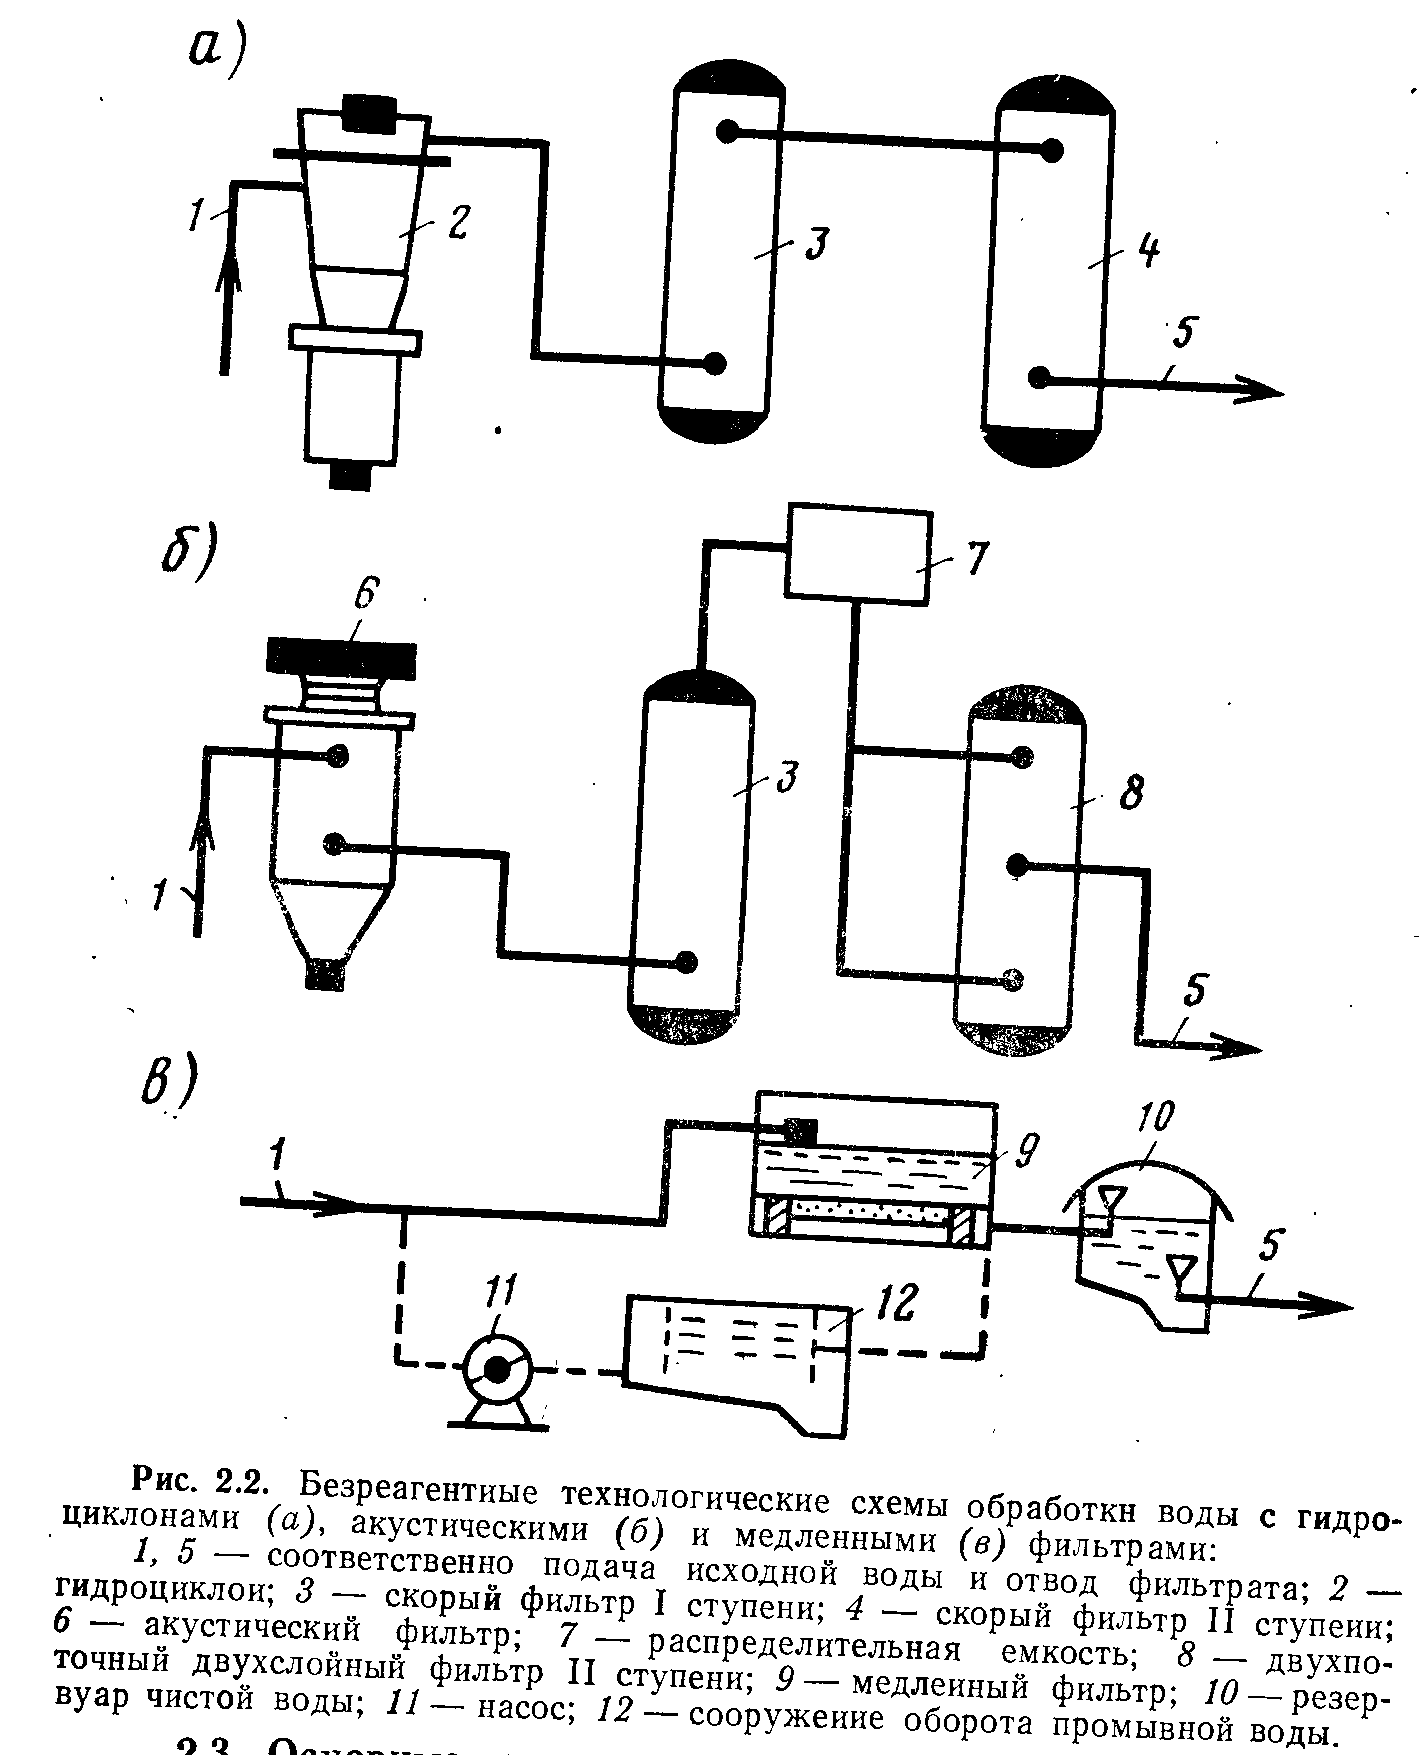 а)
1
2
3
4
5
б)
6
7
1
3
8
5
в)
1
9
10
5
11
12
Рис. 2.2. Безреагентные технологические схемы обработки воды с гидро-
циклонами (а), акустическими (б) и медленными (в) фильтрами:
1, 5 — соответственно подача исходной воды и отвод фильтрата; 2 —
гидроциклон; 3 — скорый фильтр I ступени; 4 — скорый фильтр II ступени;
6 — акустический фильтр; 7 — распределительная емкость; 8 — двухпо-
точный двухслойный фильтр II ступени; 9 — медленный фильтр; 10 — резер-
вуар чистой воды; 11 — насос; 12 — сооружение оборота промывной воды.
2.3